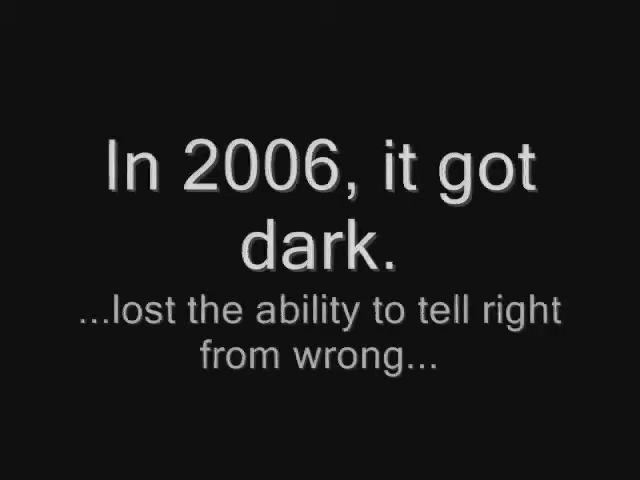 In 2006, it got
dark.
...lost the ability to tell right
from wrong...